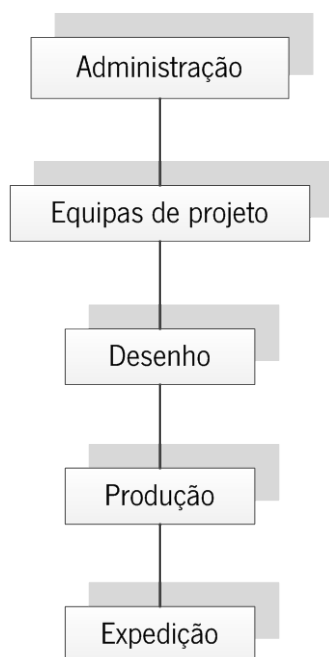 Administração
Equipas de projeto
Desenho
Produção
Expedição